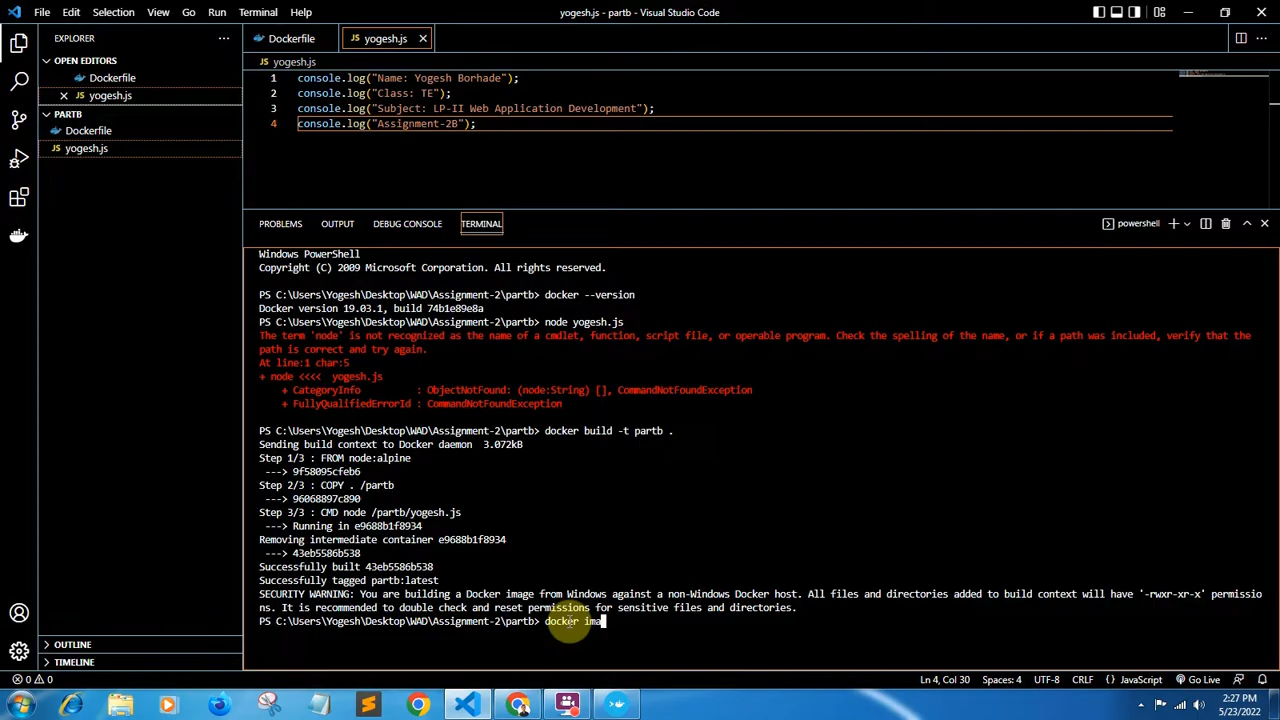 File Edit Selection View Go Run Terminal Help
yogesh.js - partb - Visual Studio Code
EXPLORER
OPEN EDITORS
Dockerfile
yogesh.js
PARTB
Dockerfile
yogesh.js
OUTLINE
TIMELINE
Dockerfile
JS yogesh.js
JS yogesh.js
1 console.log("Name: Yogesh Borhade");
2 console.log("Class: TE");
3 console.log("Subject: LP-II Web Application Development");
4 console.log("Assignment-2B");
PROBLEMS OUTPUT DEBUG CONSOLE TERMINAL
powershell
Windows PowerShell
Copyright (C) 2009 Microsoft Corporation. All rights reserved.
PS C:\Users\Yogesh\Desktop\WAD\Assignment-2\partb> docker --version
Docker version 19.03.1, build 74b1e89e8a
PS C:\Users\Yogesh\Desktop\WAD\Assignment-2\partb> node yogesh.js
The term 'node' is not recognized as the name of a cmdlet, function, script file, or operable program. Check the spelling of the name, or if a path was included, verify that the
path is correct and try again.
At line:1 char:5
+ node <<<< yogesh.js
+ CategoryInfo : ObjectNotFound: (node:String) [], CommandNotFoundException
+ FullyQualifiedErrorId : CommandNotFoundException
PS C:\Users\Yogesh\Desktop\WAD\Assignment-2\partb> docker build -t partb .
Sending build context to Docker daemon 3.072kB
Step 1/3 : FROM node:alpine
---> 9f58095cfeb6
Step 2/3 : COPY . /partb
---> 96068897c890
Step 3/3 : CMD node /partb/yogesh.js
---> Running in e9688b1f8934
Removing intermediate container e9688b1f8934
---> 43eb5586b538
Successfully built 43eb5586b538
Successfully tagged partb:latest
SECURITY WARNING: You are building a Docker image from Windows against a non-Windows Docker host. All files and directories added to build context will have '-rwxr-xr-x' permissio
ns. It is recommended to double check and reset permissions for sensitive files and directories.
PS C:\Users\Yogesh\Desktop\WAD\Assignment-2\partb> docker ima
0 0
Ln 4, Col 30 Spaces: 4 UTF-8 CRLF {} JavaScript Go Live
2:27 PM
5/23/2022